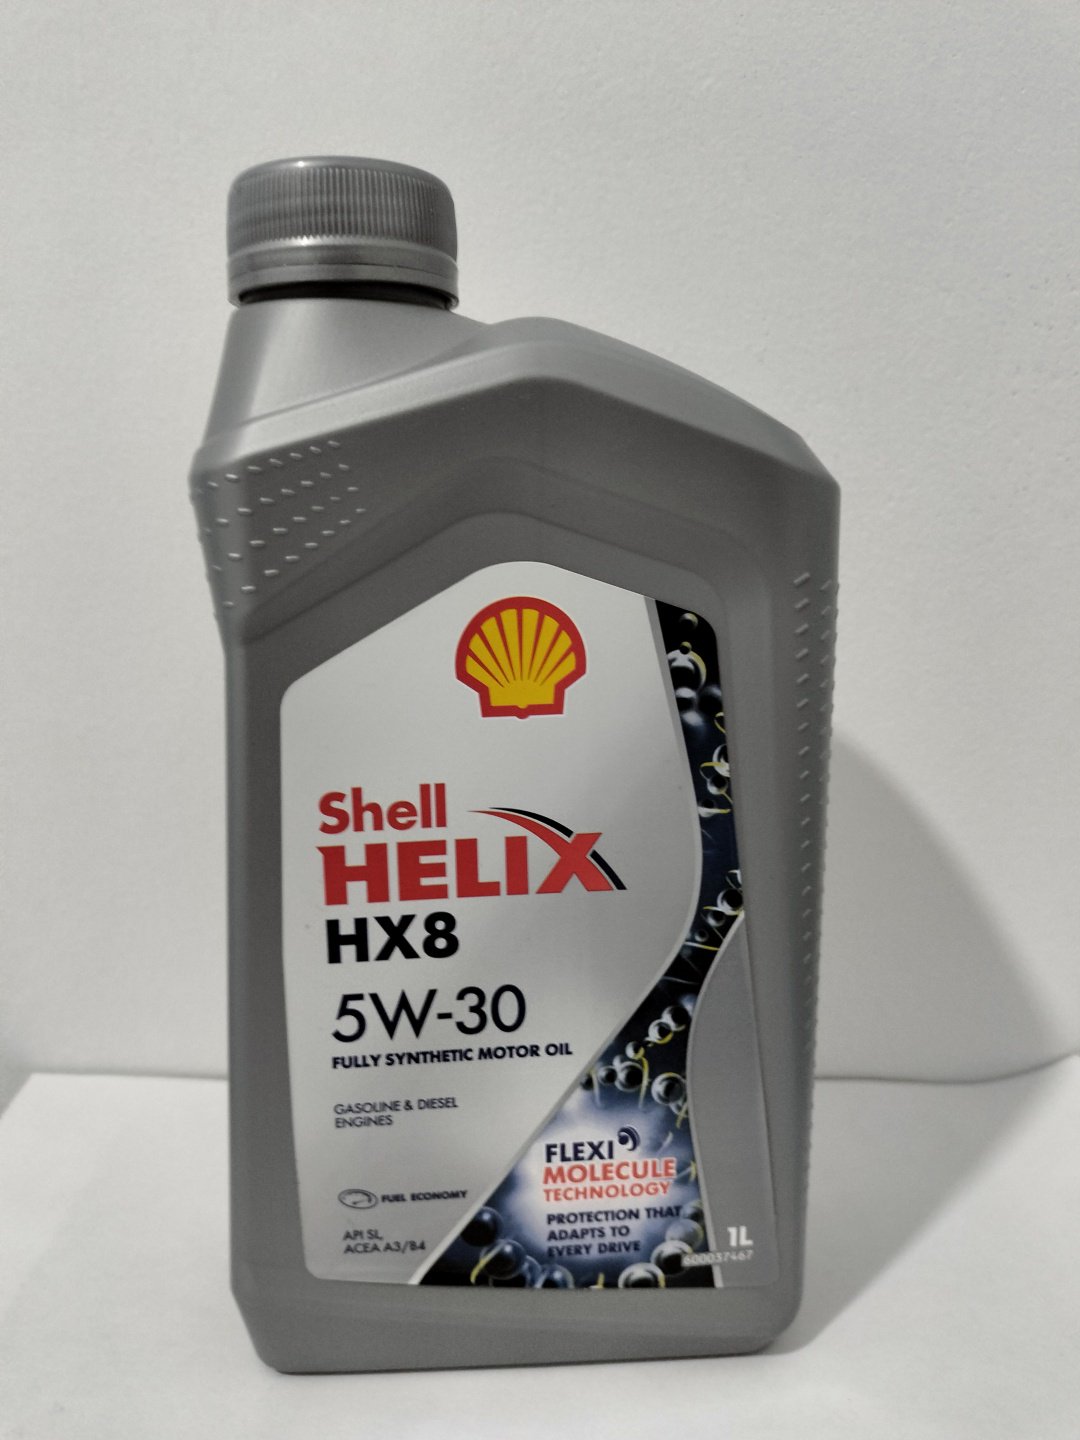 Shell
HELIX
HX8
5W-30
FULLY SYNTHETIC MOTOR OIL
GASOLINE & DIESEL
ENGINES
FUEL ECONOMY
API SL,
ACEA A3/B4
FLEXI
MOLECULE
TECHNOLOGY
PROTECTION THAT
ADAPTS TO
EVERY DRIVE
1L
600037467